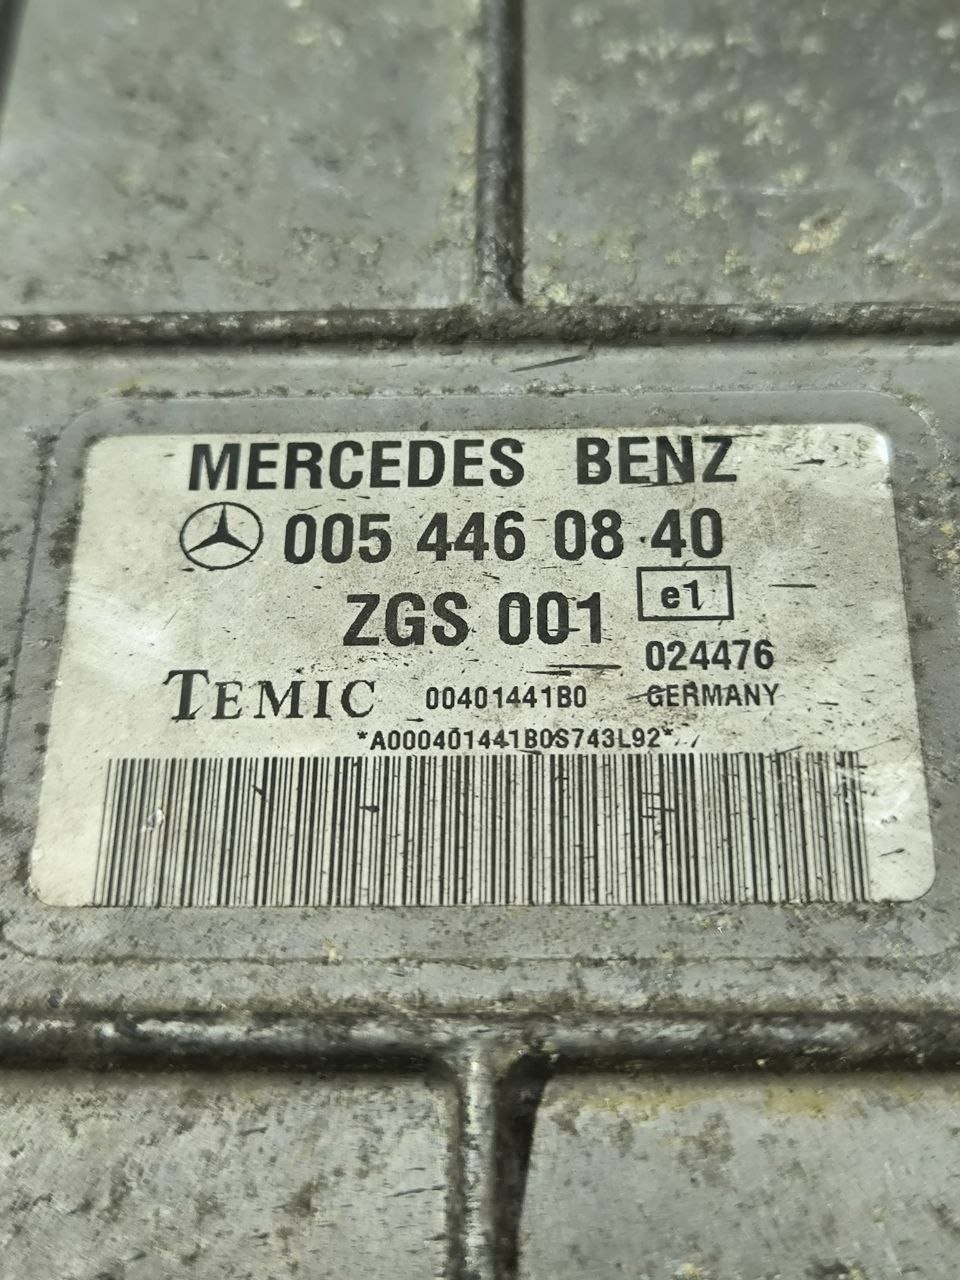 MERCEDES BENZ
005 446 08 40
ZGS 001 e1
024476
TEMIC 00401441B0 GERMANY
*A000401441B0S743L92*